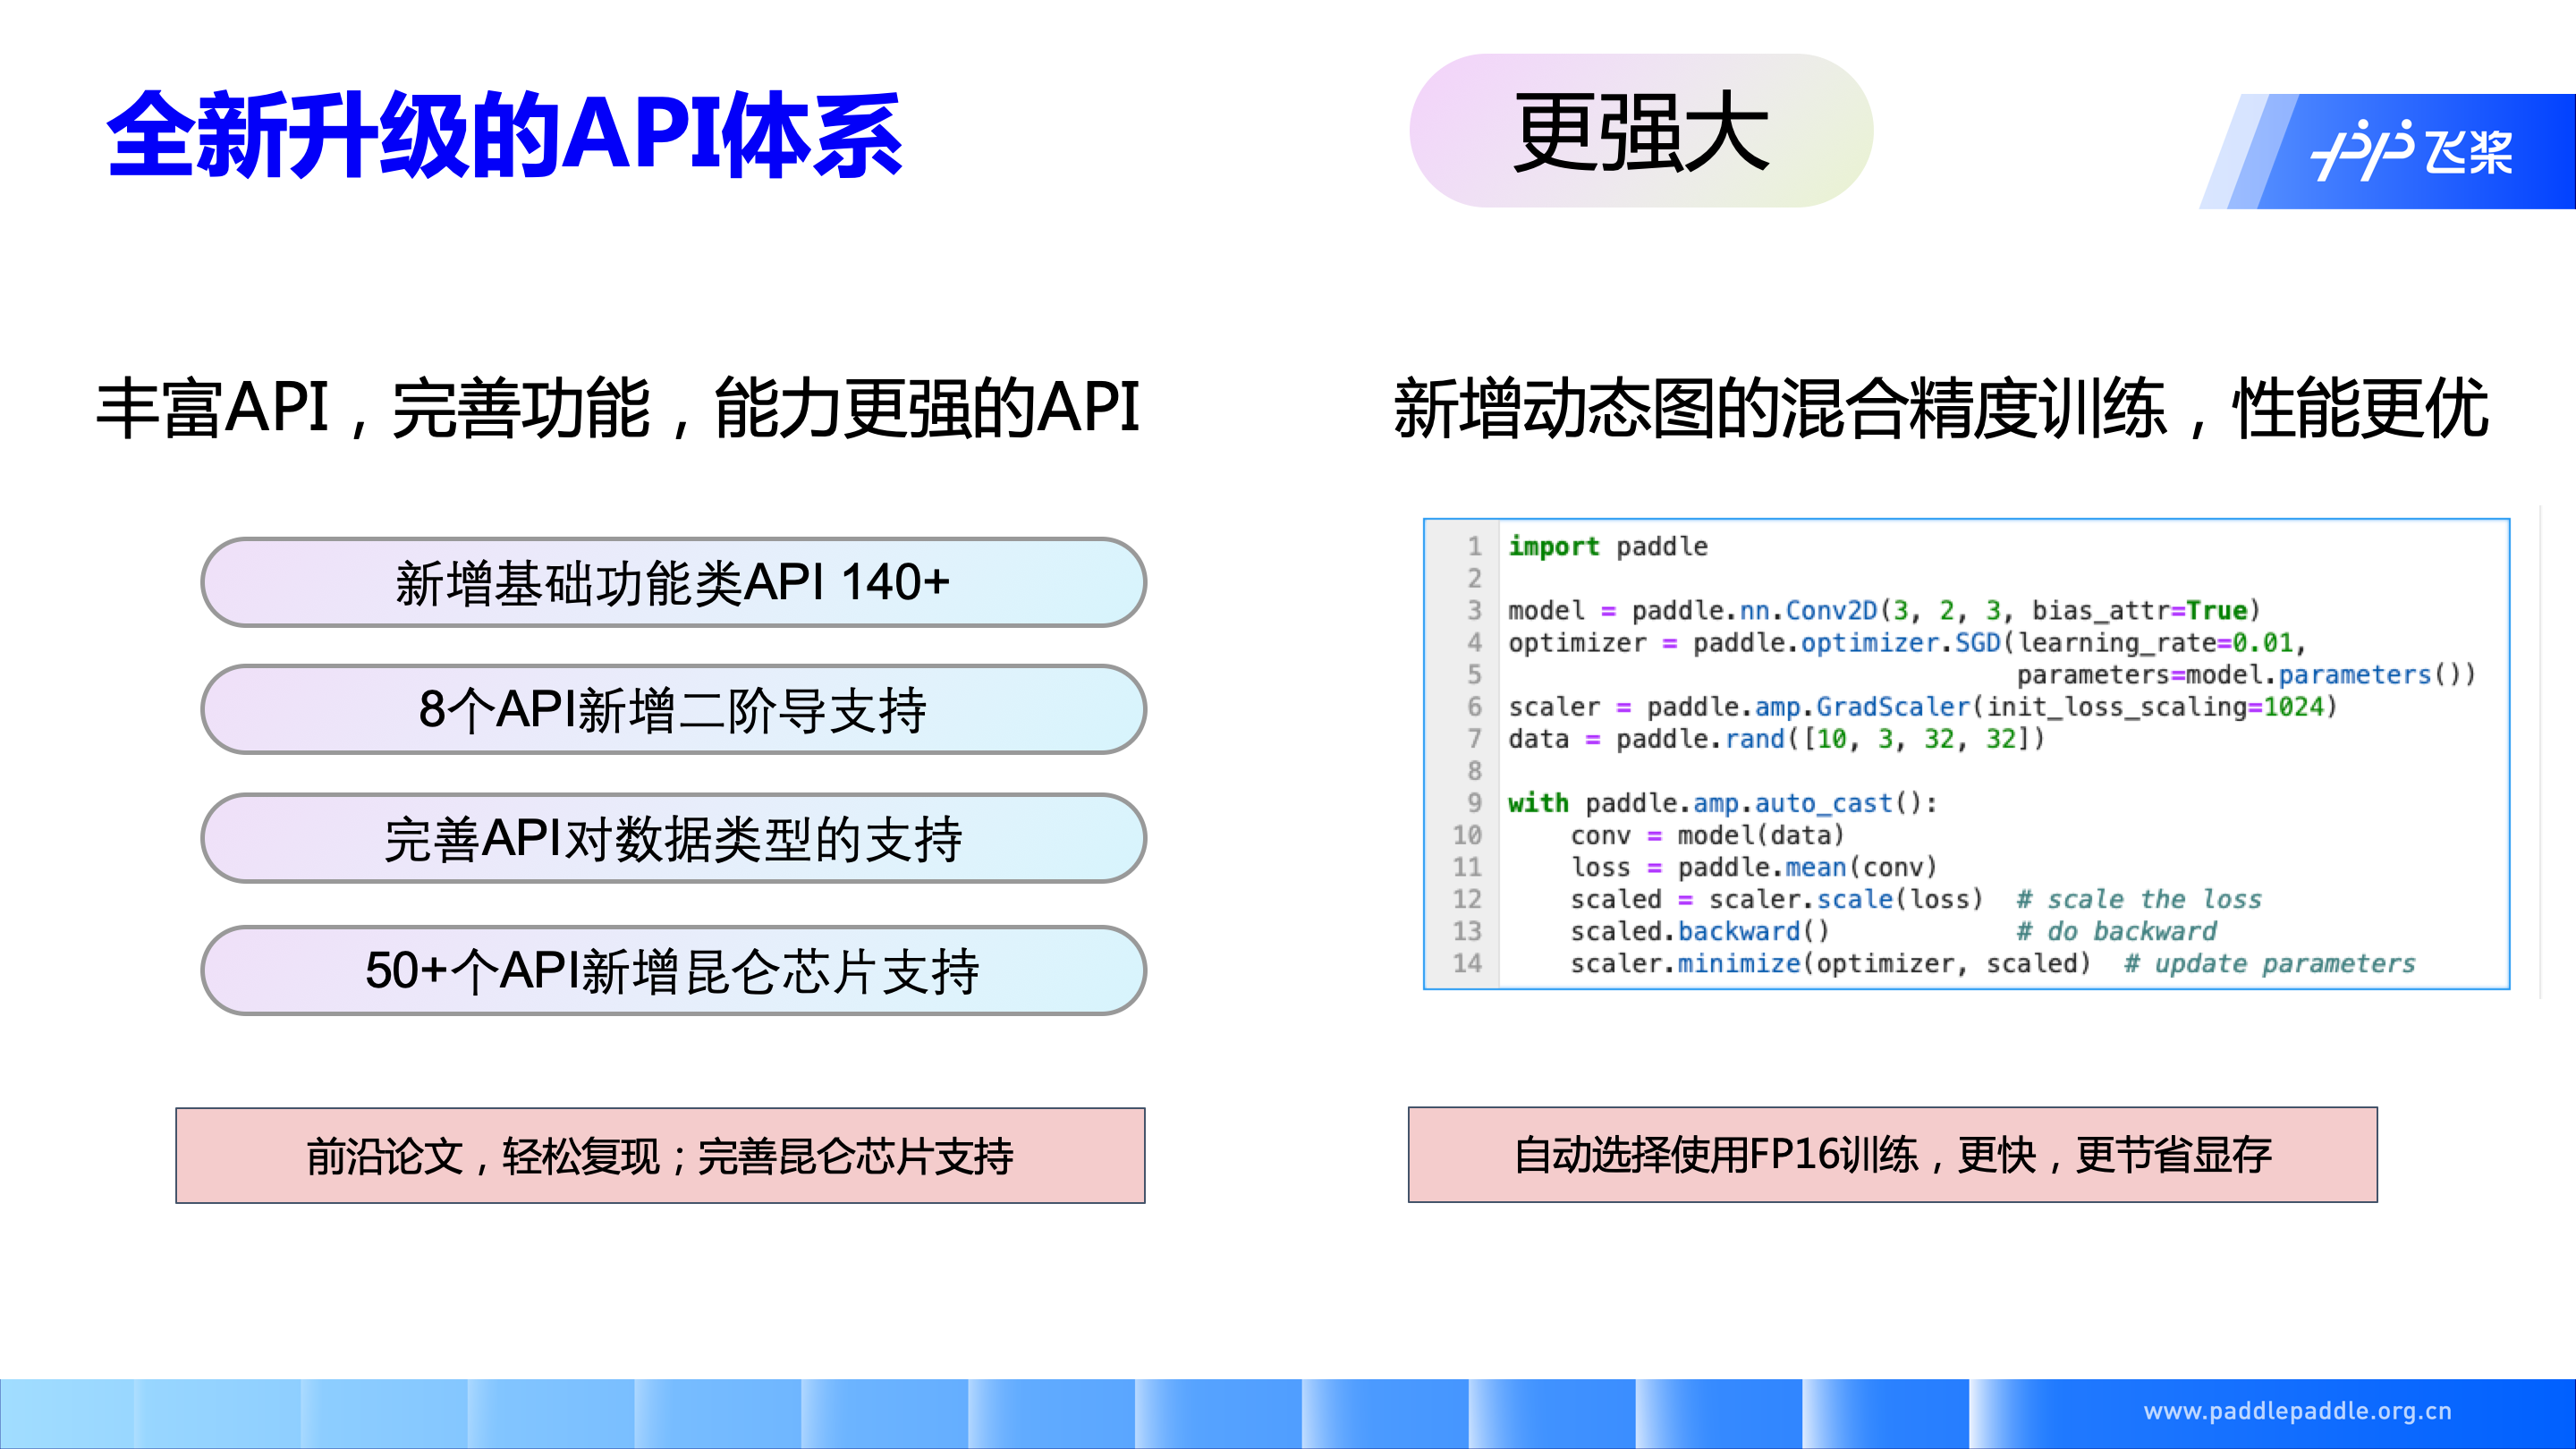 全新升级的API体系
更强大
飞桨
丰富API，完善功能，能力更强的API
新增基础功能类API 140+
8个API新增二阶导支持
完善API对数据类型的支持
50+个API新增昆仑芯片支持
前沿论文，轻松复现；完善昆仑芯片支持
新增动态图的混合精度训练，性能更优
1 import paddle
2
3 model = paddle.nn.Conv2D(3, 2, 3, bias_attr=True)
4 optimizer = paddle.optimizer.SGD(learning_rate=0.01,
5                                  parameters=model.parameters())
6 scaler = paddle.amp.GradScaler(init_loss_scaling=1024)
7 data = paddle.rand([10, 3, 32, 32])
8
9 with paddle.amp.auto_cast():
10     conv = model(data)
11     loss = paddle.mean(conv)
12     scaled = scaler.scale(loss)  # scale the loss
13     scaled.backward()            # do backward
14     scaler.minimize(optimizer, scaled)  # update parameters
自动选择使用FP16训练，更快，更节省显存
www.paddlepaddle.org.cn